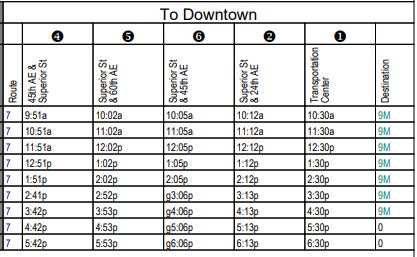 To Downtown
❹ ❺ ❻ ❷ ❶
Route 45th AE & Superior St Superior St & 60th AE Superior St & 45th AE Superior St & 24th AE Transportation Center Destination
7 9:51a 10:02a 10:05a 10:12a 10:30a 9M
7 10:51a 11:02a 11:05a 11:12a 11:30a 9M
7 11:51a 12:02p 12:05p 12:12p 12:30p 9M
7 12:51p 1:02p 1:05p 1:12p 1:30p 9M
7 1:51p 2:02p 2:05p 2:12p 2:30p 9M
7 2:41p 2:52p g3:06p 3:13p 3:30p 9M
7 3:42p 3:53p g4:06p 4:13p 4:30p 9M
7 4:42p 4:53p g5:06p 5:13p 5:30p 0
7 5:42p 5:53p g6:06p 6:13p 6:30p 0